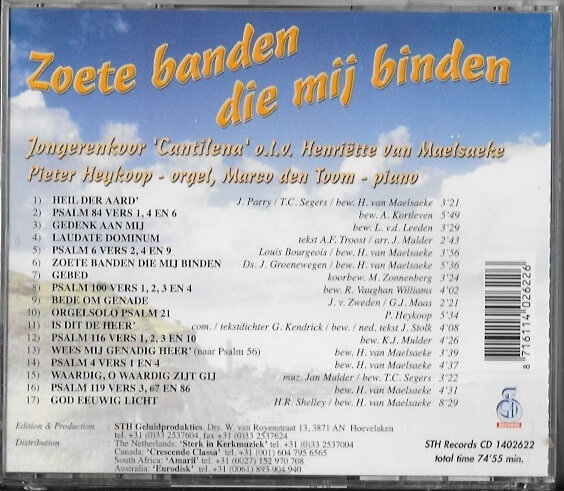 Zoete banden
die mij binden
Jongerenkoor 'Cantilena' o.l.v. Henriëtte van Maelsaeke
Pieter Heykoop - orgel, Marco den Toom - piano
1) HEIL DER AARD' J. Parry / T.C. Segers / bew. H. van Maelsaeke 3'21
2) PSALM 84 VERS 1, 4 EN 6 bew. A. Kortleven 5'49
3) GEDENK AAN MIJ bew. L. v.d. Leeden 3'29
4) LAUDATE DOMINUM tekst A.F. Troost / arr. J. Mulder 2'43
5) PSALM 6 VERS 2, 4 EN 9 Louis Bourgeois / bew. H. van Maelsaeke 3'56
6) ZOETE BANDEN DIE MIJ BINDEN Ds. J. Groenewegen / bew. H. van Maelsaeke 5'36
7) GEBED koorbew. M. Zonnenberg 3'24
8) PSALM 100 VERS 1, 2, 3 EN 4 bew. R. Vaughan Williams 4'02
9) BEDE OM GENADE J. v. Zweden / G.J. Maas 2'21
10) ORGELSOLO PSALM 21 P. Heykoop 5'34
11) IS DIT DE HEER' com. / tekstdichter G. Kendrick / bew. / ned. tekst J. Stolk 4'08
12) PSALM 116 VERS 1, 2, 3 EN 10 bew. K.J. Mulder 4'26
13) WEES MIJ GENADIG HEER' (naar Psalm 56) bew. H. van Maelsaeke 3'39
14) PSALM 4 VERS 1 EN 4 bew. H. van Maelsaeke 4'37
15) WAARDIG, O WAARDIG ZIJT GIJ muz. Jan Mulder / bew. T.C. Segers 3'22
16) PSALM 119 VERS 3, 67 EN 86 bew. H. van Maelsaeke 4'31
17) GOD EEUWIG LICHT H.R. Shelley / bew. H. van Maelsaeke 8'29
8 716114 026226
Edition & Production : STH Geluidprodukties, Drs. W. van Royenstraat 13, 3871 AN Hoevelaken
tel. +31 (0)33 2537604, fax +31 (0)33 2537624
Distribution : The Netherlands: 'Sterk in Kerkmuziek' tel. +31 (0)33 2537004
Canada: 'Crescendo Classa' tel. +31 (001) 604 795 6565
South Africa: 'Amaril' tel. +31 (0027) 152 970 708
Australia: 'Eurodisk' tel. +31 (0061) 893 904 940
STH Records CD 1402622
total time 74'55 min.